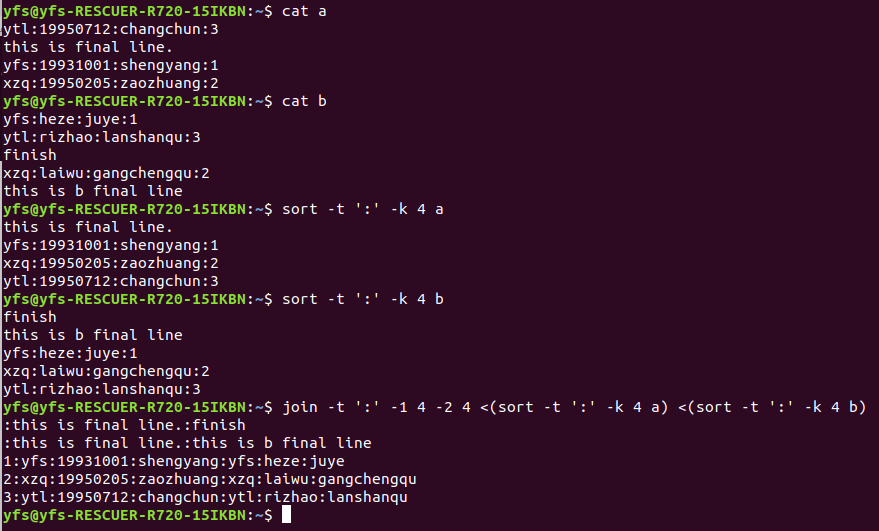 yfs@yfs-RESCUER-R720-15IKBN:~$ cat a
ytl:19950712:changchun:3
this is final line.
yfs:19931001:shengyang:1
xzq:19950205:zaozhuang:2
yfs@yfs-RESCUER-R720-15IKBN:~$ cat b
yfs:heze:juye:1
ytl:rizhao:lanshanqu:3
finish
xzq:laiwu:gangchengqu:2
this is b final line
yfs@yfs-RESCUER-R720-15IKBN:~$ sort -t ':' -k 4 a
this is final line.
yfs:19931001:shengyang:1
xzq:19950205:zaozhuang:2
ytl:19950712:changchun:3
yfs@yfs-RESCUER-R720-15IKBN:~$ sort -t ':' -k 4 b
finish
this is b final line
yfs:heze:juye:1
xzq:laiwu:gangchengqu:2
ytl:rizhao:lanshanqu:3
yfs@yfs-RESCUER-R720-15IKBN:~$ join -t ':' -1 4 -2 4 <(sort -t ':' -k 4 a) <(sort -t ':' -k 4 b)
:this is final line.:finish
:this is final line.:this is b final line
1:yfs:19931001:shengyang:yfs:heze:juye
2:xzq:19950205:zaozhuang:xzq:laiwu:gangchengqu
3:ytl:19950712:changchun:ytl:rizhao:lanshanqu
yfs@yfs-RESCUER-R720-15IKBN:~$